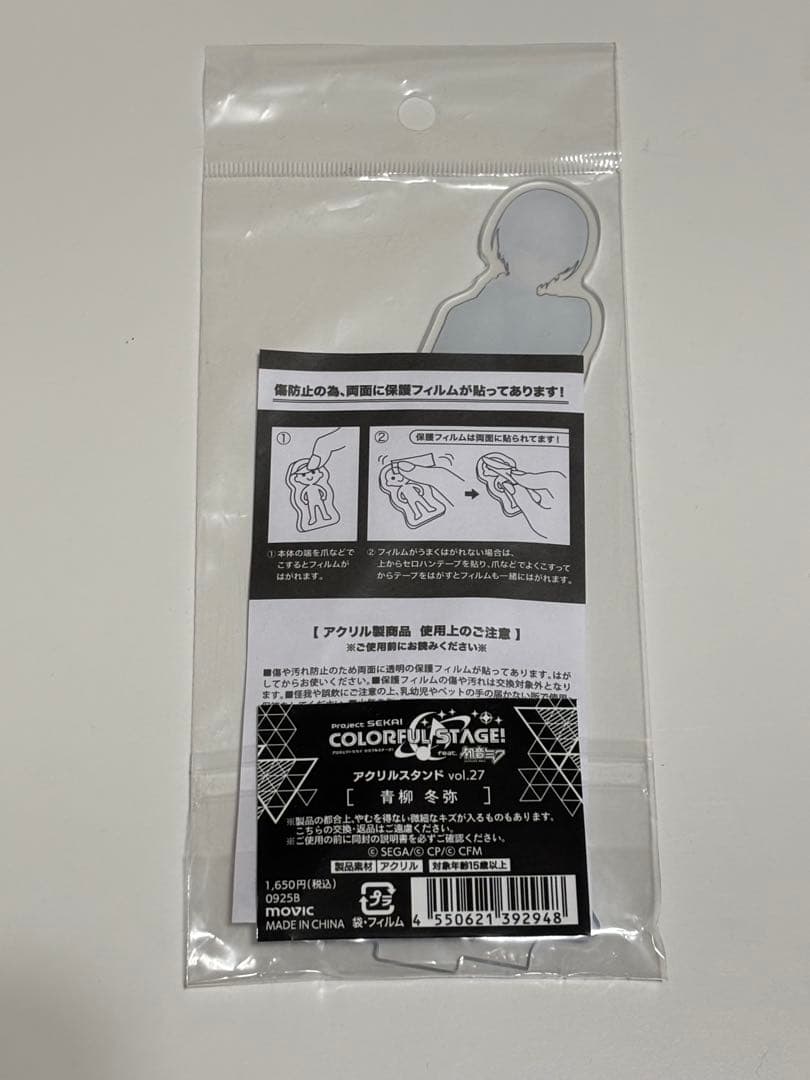 傷防止の為、両面に保護フィルムが貼ってあります!
①
② 保護フィルムは両面に貼られてます!
①本体の端を爪などで
こするとフィルムが
はがれます。
②フィルムがうまくはがれない場合は、
上からセロハンテープを貼り、爪などでよくこすって
からテープをはがすとフィルムも一緒にはがれます。
【 アクリル製商品 使用上のご注意 】
※ご使用前にお読みください※
■傷や汚れ防止のため両面に透明の保護フィルムが貼ってあります。はが
してからお使いください。■保護フィルムの傷や汚れは交換対象外となり
ます。■怪我や誤飲にご注意の上、乳幼児やペットの手の届かない所で使用・
Project SEKAI
COLORFUL STAGE!
feat. 初音ミク
アクリルスタンド vol.27
[ 青柳 冬弥 ]
※製品の都合上、やむを得ない微細なキズが入るものもあります。
こちらの交換・返品はご遠慮ください。
※ご使用の前に同封の説明書を必ずご確認ください。
© SEGA/© CP/© CFM
製品素材 アクリル 対象年齢15歳以上
1,650円(税込)
0925B
movic
MADE IN CHINA
プラ
袋・フィルム
4 550621 392948